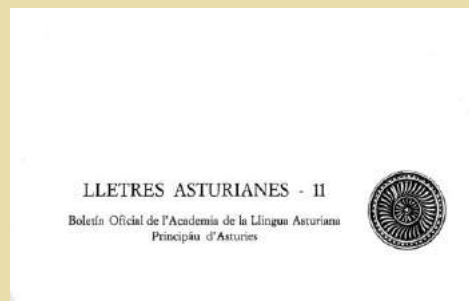 LLETRES ASTURIANES - 11
Boletín Oficial de l'Academia de la Llingua Asturiana
Principáu d'Asturies